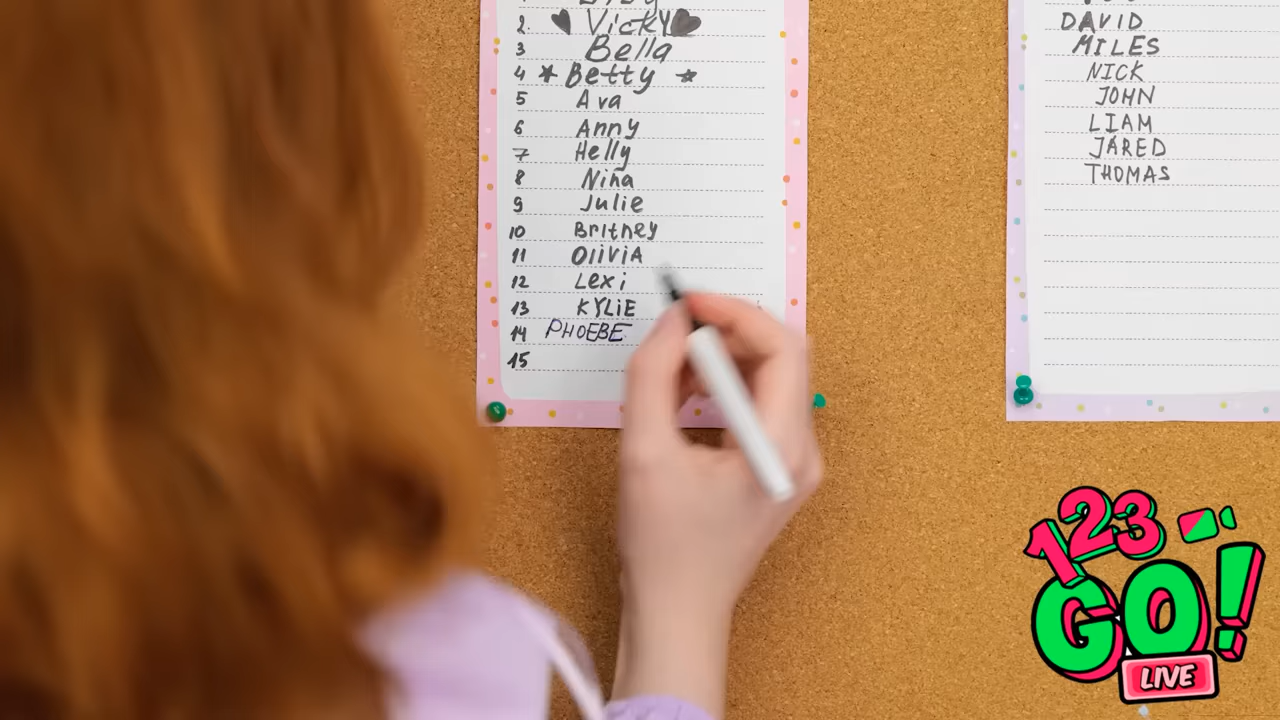 2. Vicky
3 Bella
4 * Betty *
5 Ava
6 Anny
7 Helly
8 Nina
9 Julie
10 Britney
11 OliviA
12 Lexi
13 KYLiE
14 PHOEBE
15
DAVID
MILES
NICK
JOHN
LIAM
JARED
THOMAS
123
GO!
LIVE